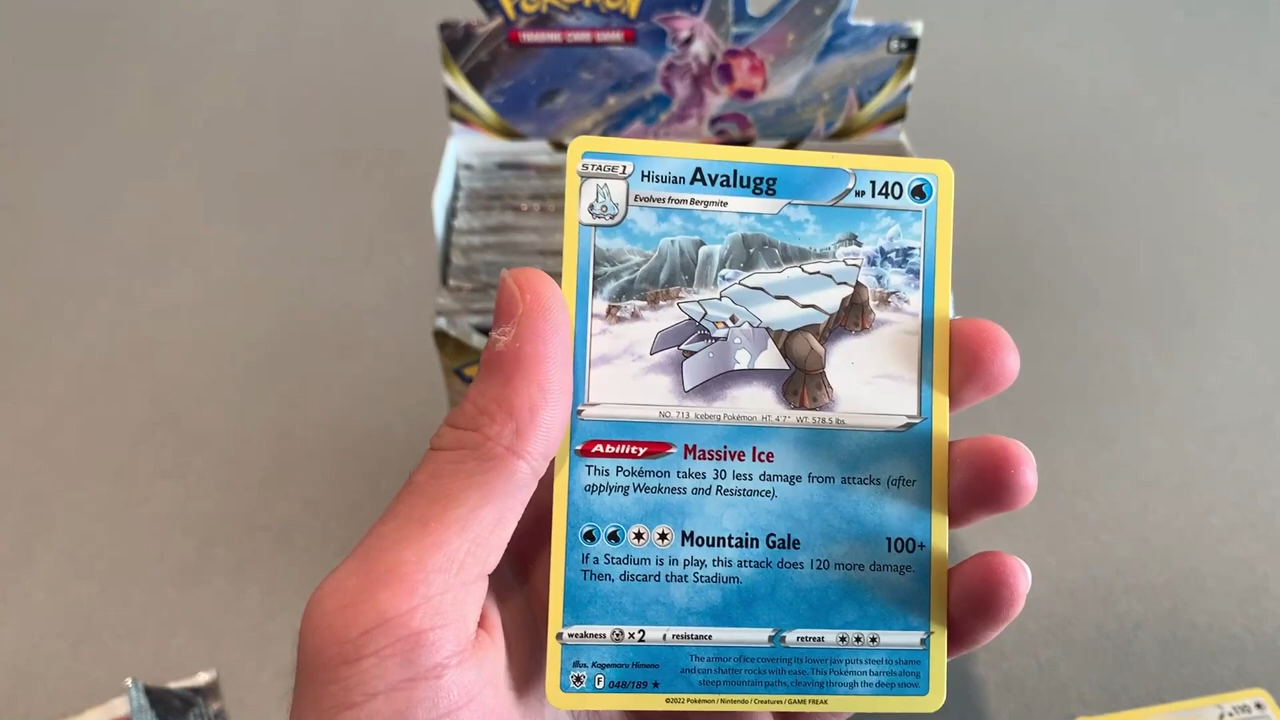 POKÉMON
TRADING CARD GAME
6+
STAGE 1
Hisuian Avalugg
HP 140
Evolves from Bergmite
NO. 713 Iceberg Pokémon HT: 4'7" WT: 578.5 lbs.
Ability Massive Ice
This Pokémon takes 30 less damage from attacks (after
applying Weakness and Resistance).
Mountain Gale 100+
If a Stadium is in play, this attack does 120 more damage.
Then, discard that Stadium.
weakness ×2 resistance retreat
Illus. Kagemaru Himeno
F 048/189 ★
The armor of ice covering its lower jaw puts steel to shame
and can shatter rocks with ease. This Pokémon barrels along
steep mountain paths, cleaving through the deep snow.
©2022 Pokémon / Nintendo / Creatures / GAME FREAK